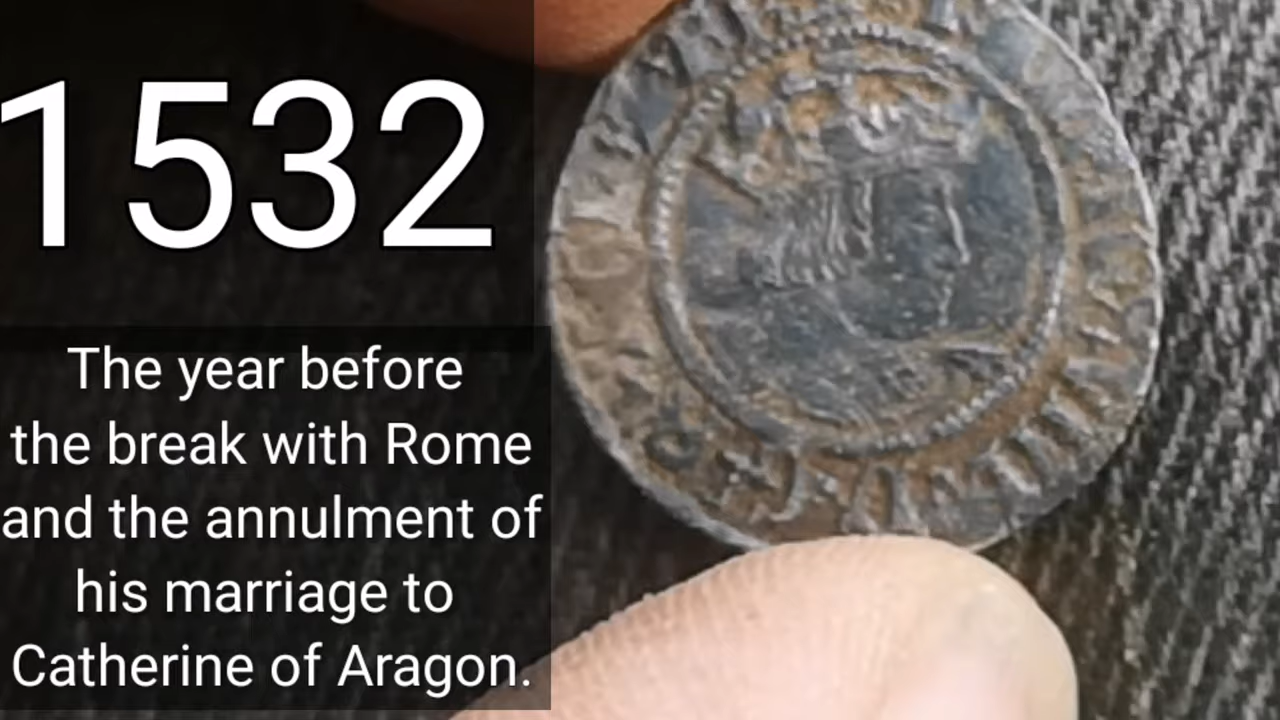 1532
The year before
the break with Rome
and the annulment of
his marriage to
Catherine of Aragon.